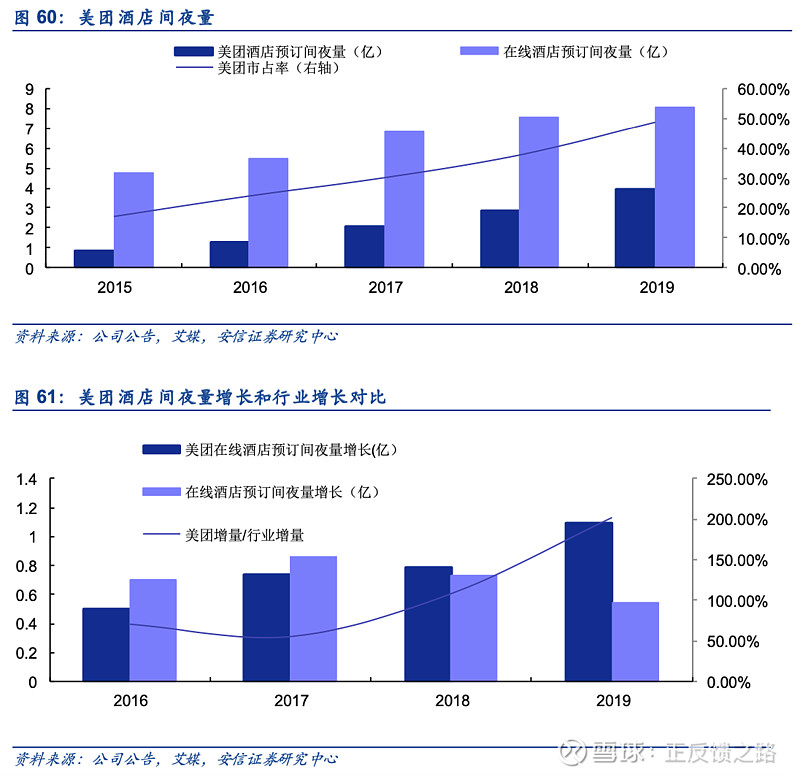 图 60：美团酒店间夜量
美团酒店预订间夜量（亿）
在线酒店预订间夜量（亿）
美团市占率（右轴）
9
8
7
6
5
4
3
2
1
0
60.00%
50.00%
40.00%
30.00%
20.00%
10.00%
0.00%
2015 2016 2017 2018 2019
资料来源：公司公告，艾媒，安信证券研究中心
图 61：美团酒店间夜量增长和行业增长对比
美团在线酒店预订间夜量增长(亿）
在线酒店预订间夜量增长（亿）
美团增量/行业增量
1.4
1.2
1
0.8
0.6
0.4
0.2
0
250.00%
200.00%
150.00%
100.00%
50.00%
0.00%
2016 2017 2018 2019
资料来源：公司公告，艾媒，安信证券研究中心
雪球：正反馈之路